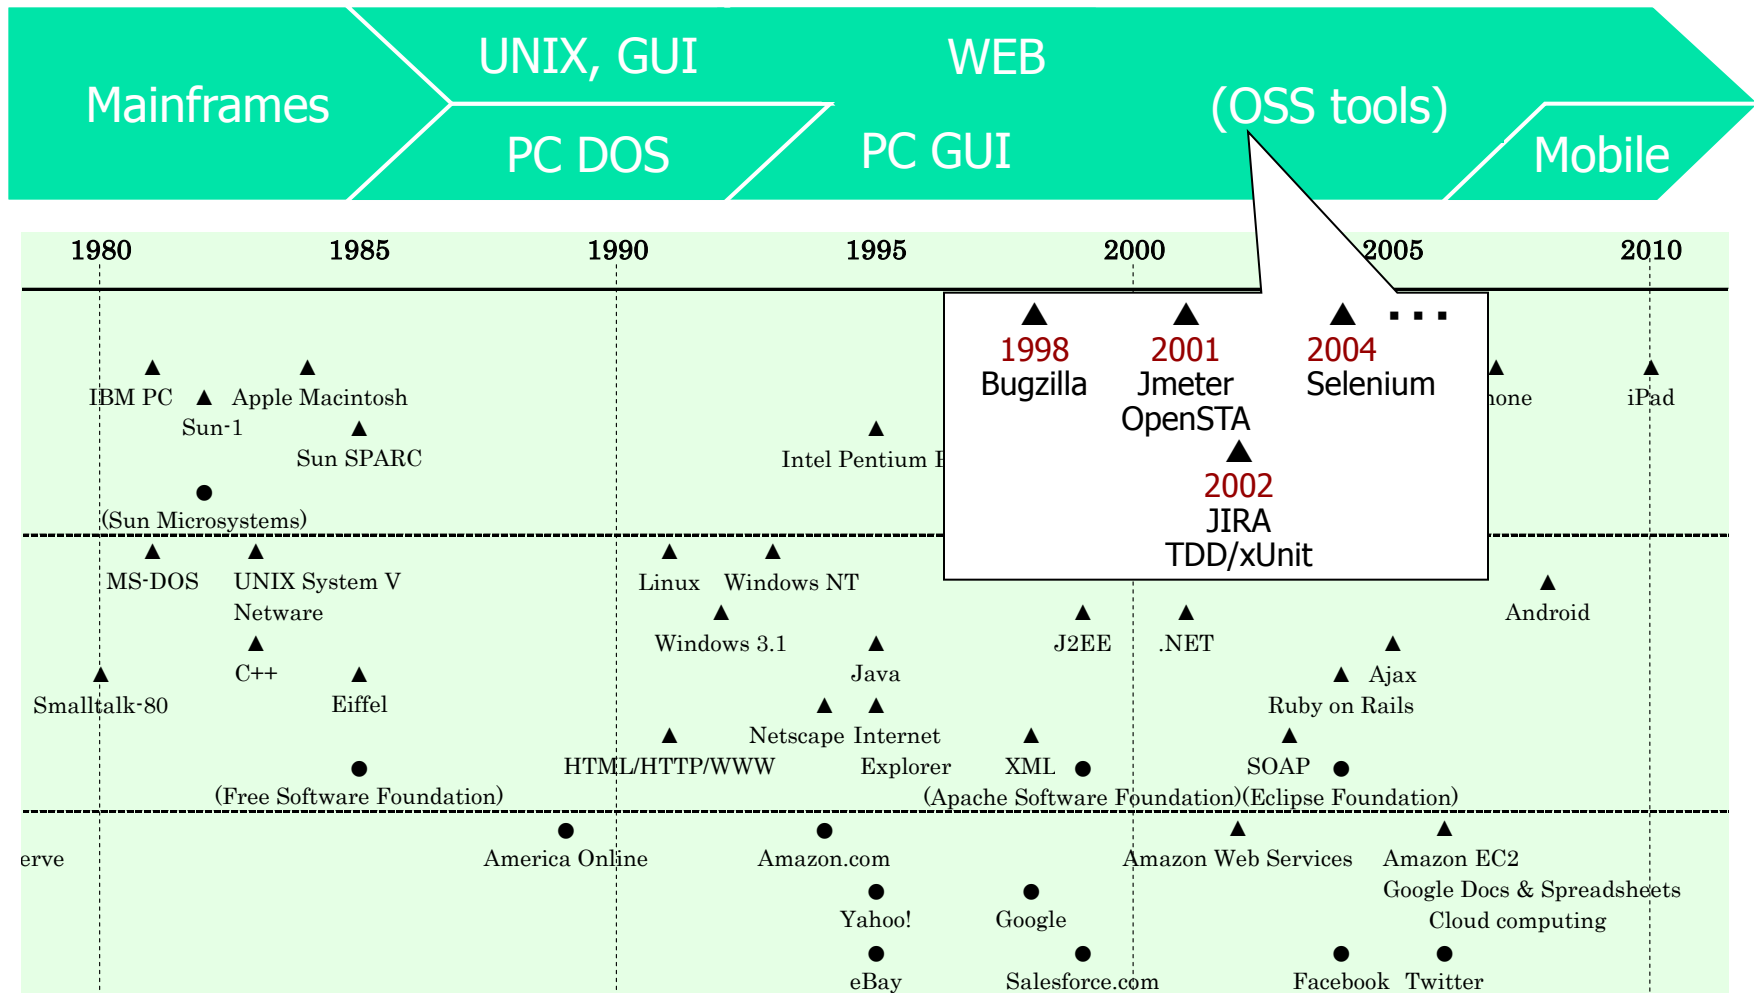 Mainframes
UNIX, GUI
PC DOS
WEB
PC GUI
(OSS tools)
Mobile
1980 1985 1990 1995 2000 2005 2010
1998
Bugzilla
2001
Jmeter
OpenSTA
2004
Selenium
...
2002
JIRA
TDD/xUnit
IBM PC
Apple Macintosh
iPad
Sun-1
Sun SPARC
Intel Pentium
(Sun Microsystems)
MS-DOS
UNIX System V
Netware
Linux
Windows NT
Android
Windows 3.1
J2EE
.NET
C++
Java
Ajax
Smalltalk-80
Eiffel
Netscape
Internet
Explorer
Ruby on Rails
HTML/HTTP/WWW
XML
SOAP
(Free Software Foundation)
(Apache Software Foundation)
(Eclipse Foundation)
erve
America Online
Amazon.com
Amazon Web Services
Amazon EC2
Google Docs & Spreadsheets
Cloud computing
Yahoo!
Google
eBay
Salesforce.com
Facebook
Twitter